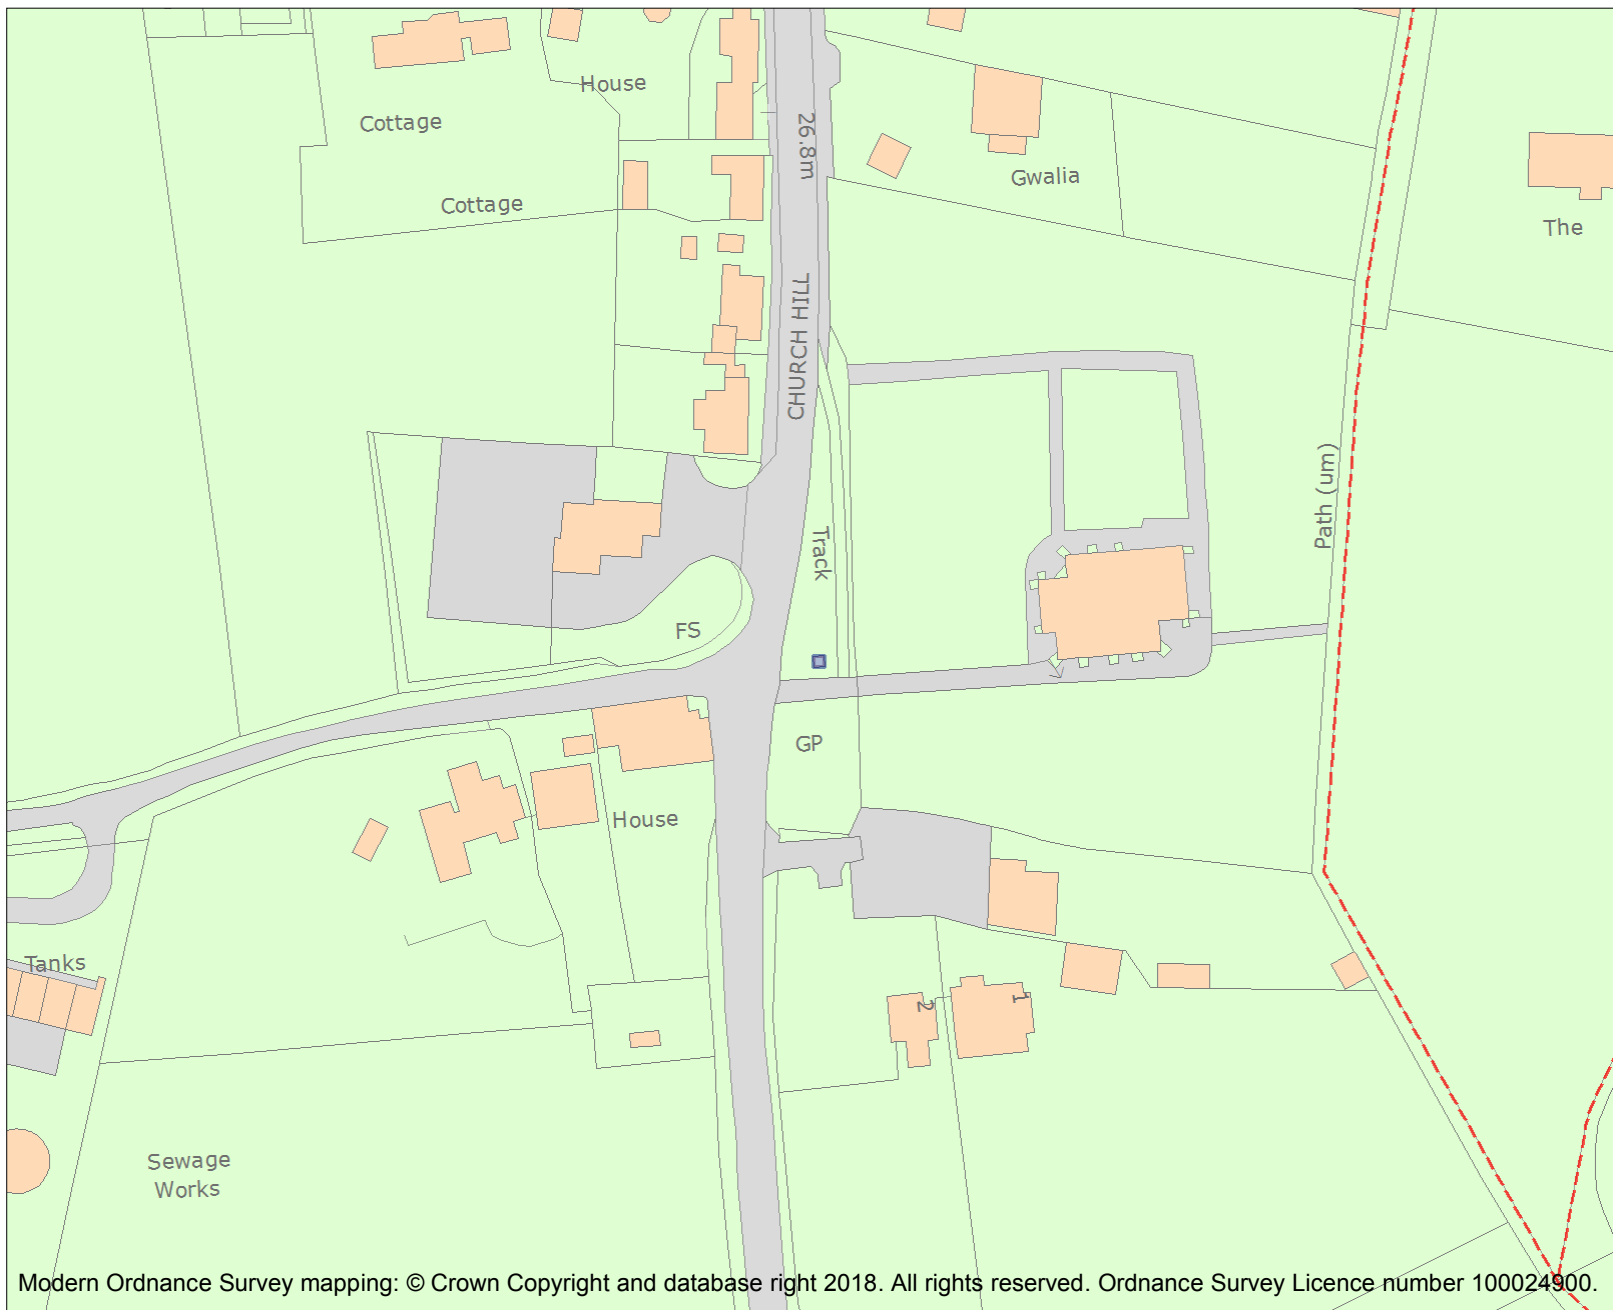 House
Cottage
26.8m
Gwalia
Cottage
The
CHURCH HILL
Path (um)
Track
FS
GP
House
Tanks
2
1
Sewage
Works
Modern Ordnance Survey mapping: © Crown Copyright and database right 2018. All rights reserved. Ordnance Survey Licence number 100024900.